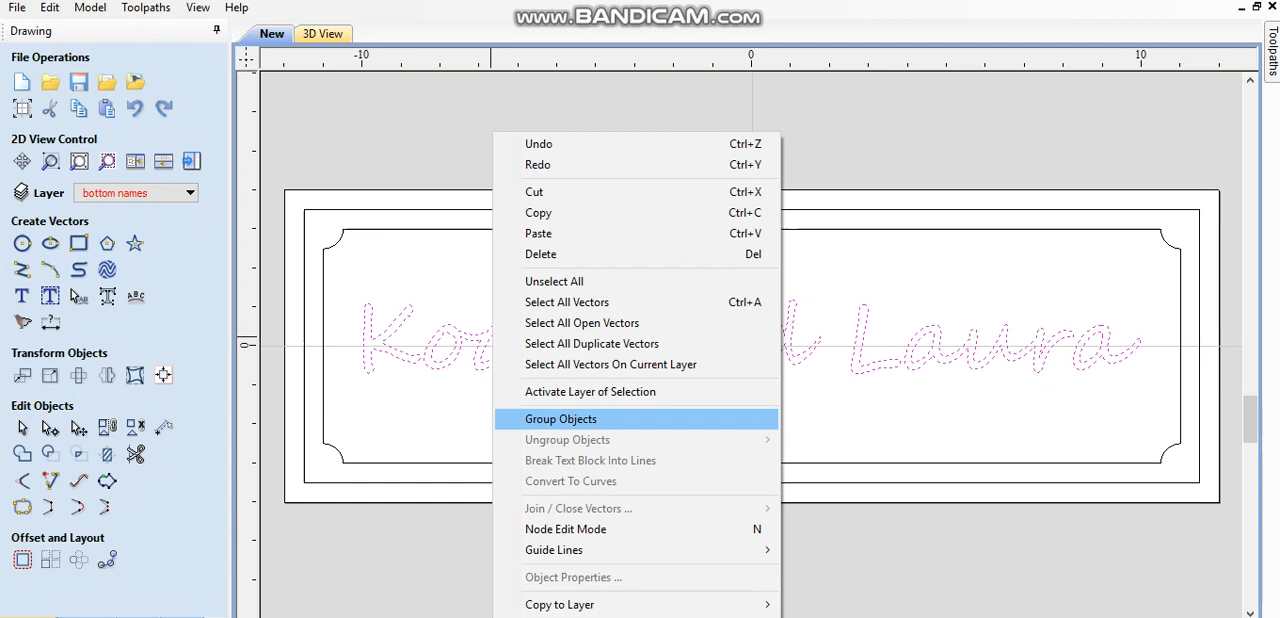 File Edit Model Toolpaths View Help
www.BANDICAM.com
Drawing
New 3D View
Toolpaths
-10 0 10
File Operations
2D View Control
Layer bottom names
Create Vectors
Transform Objects
Edit Objects
Offset and Layout
Undo Ctrl+Z
Redo Ctrl+Y
Cut Ctrl+X
Copy Ctrl+C
Paste Ctrl+V
Delete Del
Unselect All
Select All Vectors Ctrl+A
Select All Open Vectors
Select All Duplicate Vectors
Select All Vectors On Current Layer
Activate Layer of Selection
Group Objects
Ungroup Objects
Break Text Block Into Lines
Convert To Curves
Join / Close Vectors ...
Node Edit Mode N
Guide Lines
Object Properties ...
Copy to Layer
0
Laura